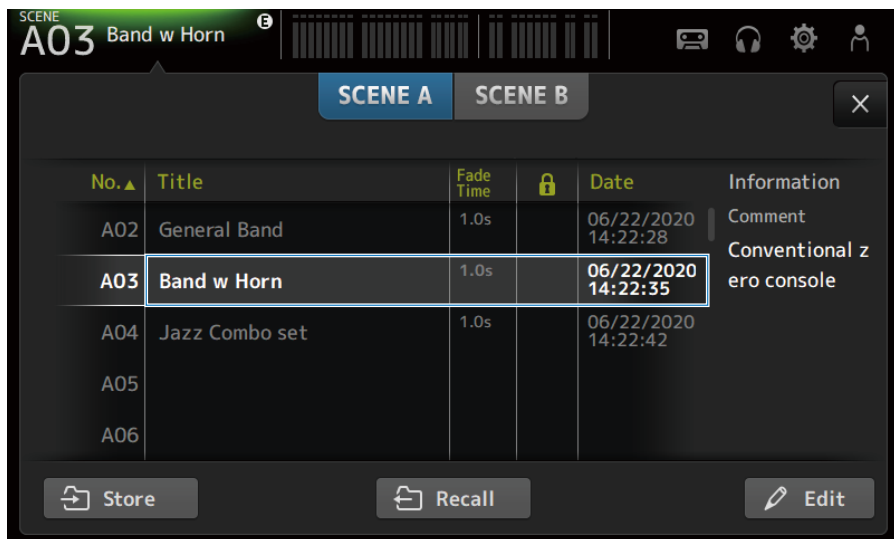 SCENE
A03 Band w Horn E
SCENE A SCENE B
No.▲ Title Fade Time Date Information
A02 General Band 1.0s 06/22/2020 14:22:28
Comment
Conventional z
ero console
A03 Band w Horn 1.0s 06/22/2020 14:22:35
A04 Jazz Combo set 1.0s 06/22/2020 14:22:42
A05
A06
Store Recall Edit